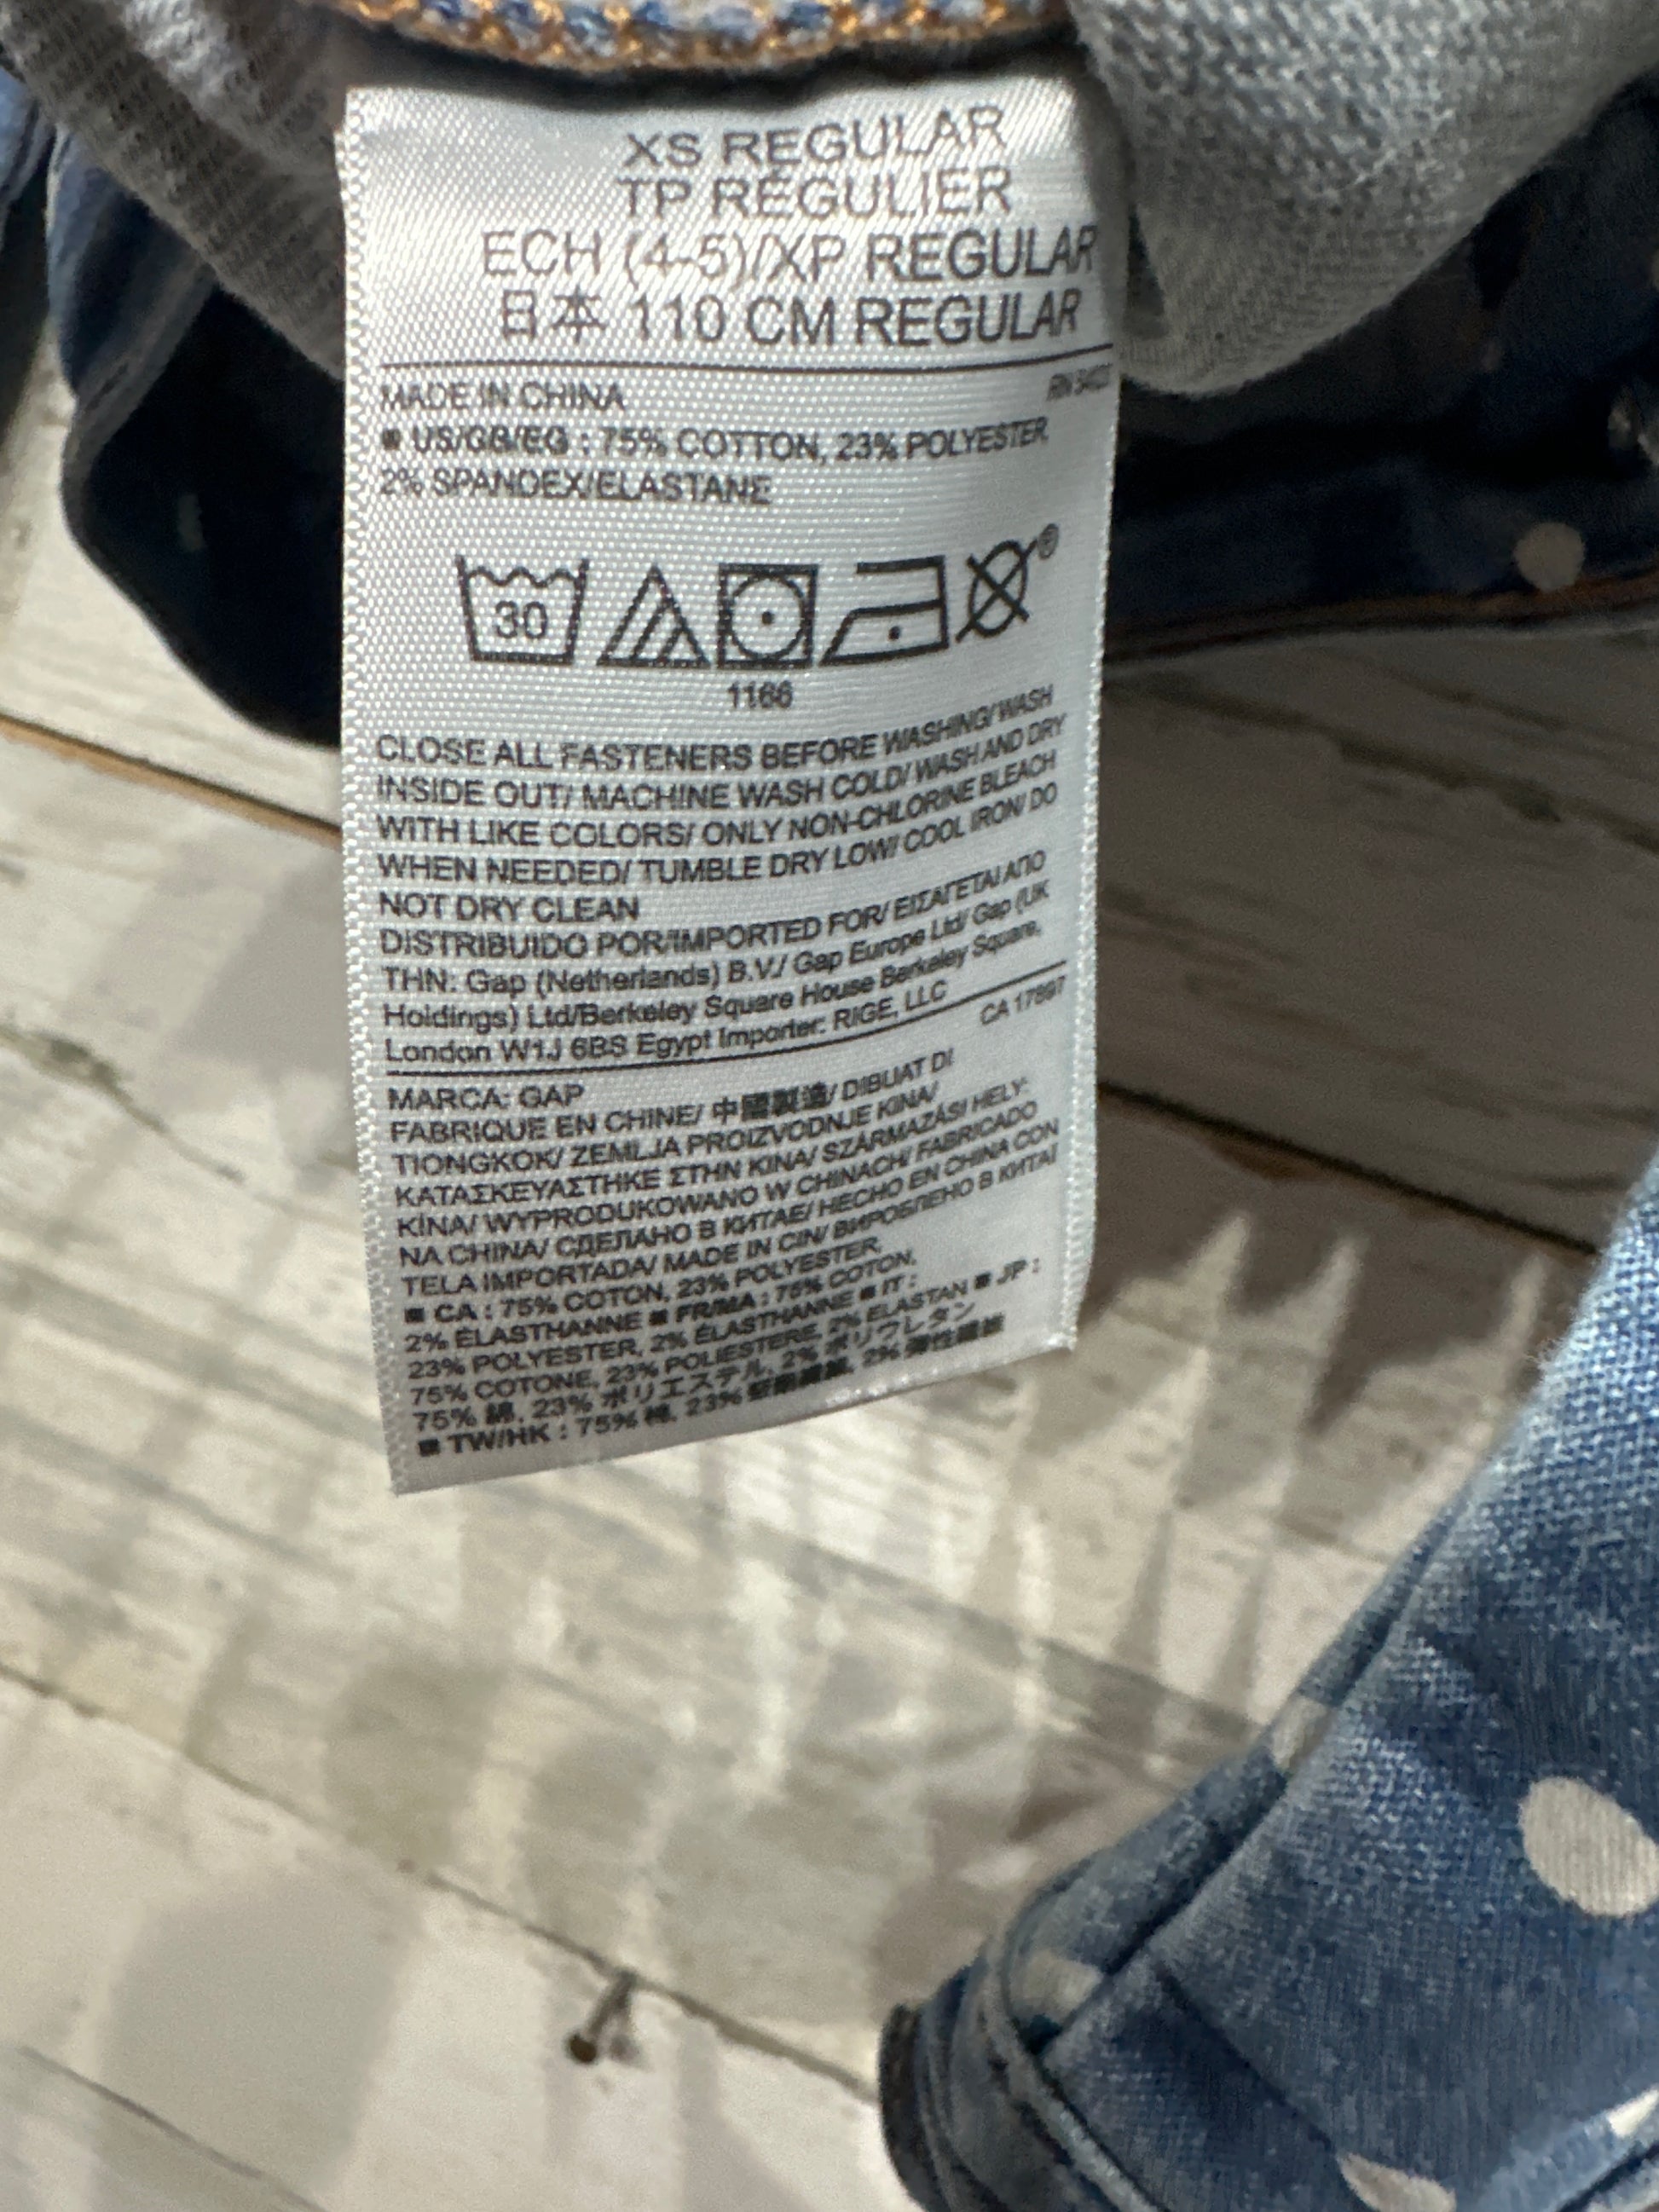 XS REGULAR
TP RÉGULIER
ECH (4-5)/XP REGULAR
日本 110 CM REGULAR
MADE IN CHINA RN 54023
■ US/GB/EG : 75% COTTON, 23% POLYESTER,
2% SPANDEX/ELASTANE
30
®
1166
CLOSE ALL FASTENERS BEFORE WASHING/ WASH
INSIDE OUT/ MACHINE WASH COLD/ WASH AND DRY
WITH LIKE COLORS/ ONLY NON-CHLORINE BLEACH
WHEN NEEDED/ TUMBLE DRY LOW/ COOL IRON/ DO
NOT DRY CLEAN
DISTRIBUIDO POR/IMPORTED FOR/ ΕΙΣΑΓΕΤΑΙ ΑΠΟ
THN: Gap (Netherlands) B.V./ Gap Europe Ltd/ Gap (UK
Holdings) Ltd/Berkeley Square House Berkeley Square,
London W1J 6BS Egypt Importer: RIGE, LLC
CA 17897
MARCA: GAP
FABRIQUE EN CHINE/ 中國製造/ DIBUAT DI
TIONGKOK/ ZEMLJA PROIZVODNJE KINA/
ΚΑΤΑΣΚΕΥΑΣΤΗΚΕ ΣΤΗΝ ΚΙΝΑ/ SZÁRMAZÁSI HELY:
KÍNA/ WYPRODUKOWANO W CHINACH/ FABRICADO
NA CHINA/ СДЕЛАНО В КИТАЕ/ HECHO EN CHINA CON
TELA IMPORTADA/ MADE IN CIN/ ВИРОБЛЕНО В КИТАЇ
■ CA : 75% COTON, 23% POLYESTER,
2% ÉLASTHANNE ■ FR/MA : 75% COTON,
23% POLYESTER, 2% ÉLASTHANNE ■ IT :
75% COTONE, 23% POLIESTERE, 2% ELASTAN ■ JP :
75% 綿, 23% ポリエステル, 2% ポリウレタン
■ TW/HK : 75% 棉, 23% 2% 彈性纖維